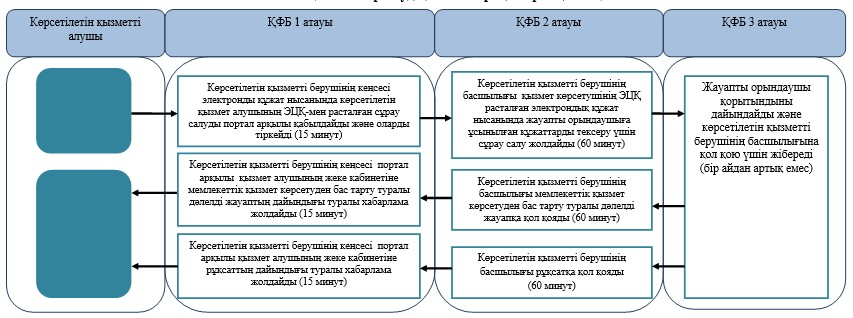 Көрсетілетін қызметті
алушы
ҚФБ 1 атауы
ҚФБ 2 атауы
ҚФБ 3 атауы
Көрсетілетін қызметті берушінің кеңсесі
электронды құжат нысанында көрсетілетін
қызмет алушының ЭЦҚ-мен расталған сұрау
салуды портал арқылы қабылдайды және оларды
тіркейді (15 минут)
Көрсетілетін қызметті берушінің
басшылығы қызмет көрсетушінің ЭЦҚ
расталған электрондық құжат
нысанында жауапты орындаушыға
ұсынылған құжаттарды тексеру үшін
сұрау салу жолдайды (60 минут)
Жауапты орындаушы
қорытындыны
дайындайды және
көрсетілетін қызметті
берушінің басшылығына
қол қою үшін жібереді
(бір айдан артық емес)
Көрсетілетін қызметті берушінің кеңсесі портал
арқылы қызмет алушының жеке кабинетіне
мемлекеттік қызмет көрсетуден бас тарту туралы
дәлелді жауаптың дайындығы туралы хабарлама
жолдайды (15 минут)
Көрсетілетін қызметті берушінің
басшылығы мемлекеттік қызмет
көрсетуден бас тарту туралы дәлелді
жауапқа қол қояды (60 минут)
Көрсетілетін қызметті берушінің кеңсесі портал
арқылы қызмет алушының жеке кабинетіне
рұқсаттың дайындығы туралы хабарлама
жолдайды (15 минут)
Көрсетілетін қызметті берушінің
басшылығы рұқсатқа қол қояды
(60 минут)